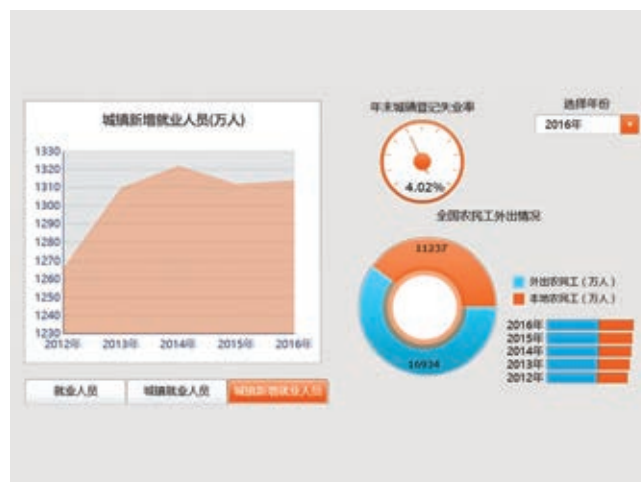 城镇新增就业人员(万人)
1330
1320
1310
1300
1290
1280
1270
1260
1250
1240
1230
2012年
2013年
2014年
2015年
2016年
就业人员
城镇就业人员
城镇新增就业人员
年末城镇登记失业率
4.02%
选择年份
2016年
全国农民工外出情况
11237
16934
外出农民工（万人）
本地农民工（万人）
2016年
2015年
2014年
2013年
2012年